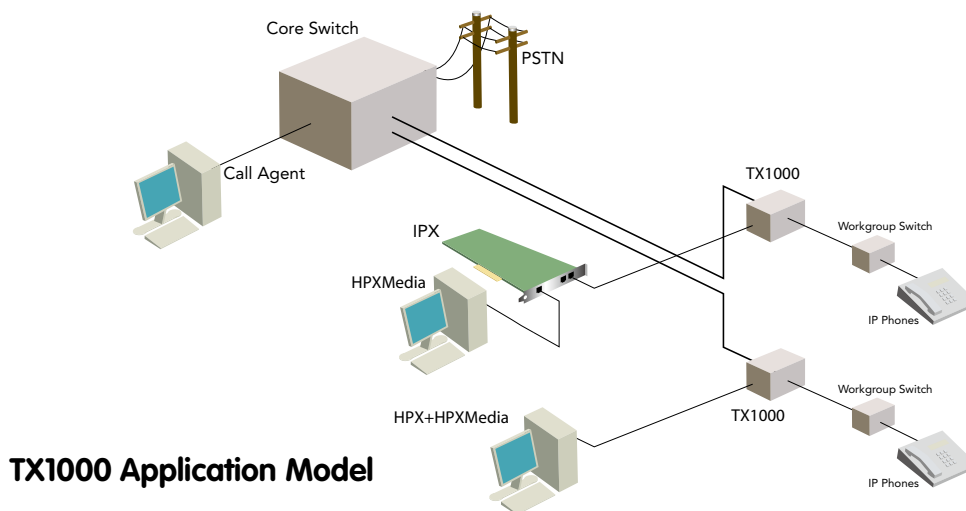 Core Switch
PSTN
Call Agent
TX1000
Workgroup Switch
IPX
HPXMedia
IP Phones
Workgroup Switch
TX1000
HPX+HPXMedia
TX1000 Application Model
IP Phones